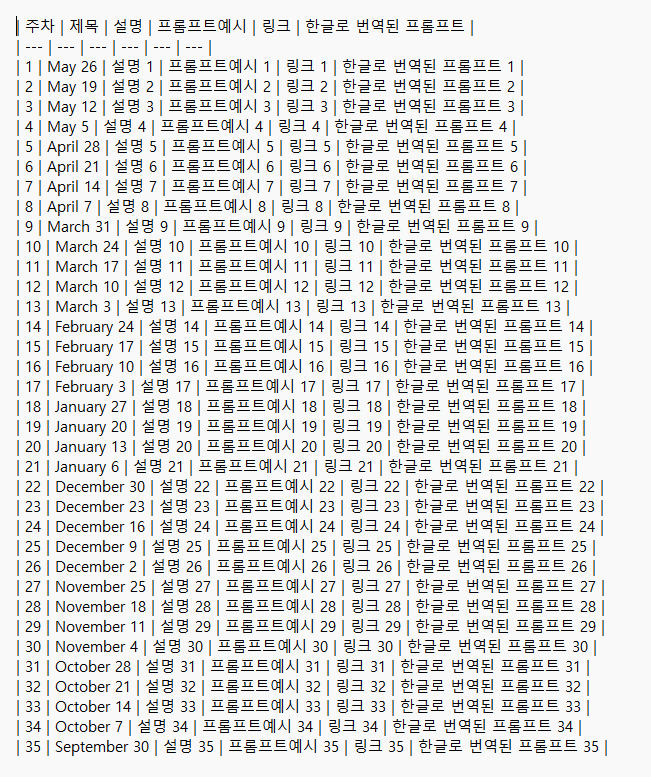 | 주차 | 제목 | 설명 | 프롬프트예시 | 링크 | 한글로 번역된 프롬프트 |
| --- | --- | --- | --- | --- | --- |
| 1 | May 26 | 설명 1 | 프롬프트예시 1 | 링크 1 | 한글로 번역된 프롬프트 1 |
| 2 | May 19 | 설명 2 | 프롬프트예시 2 | 링크 2 | 한글로 번역된 프롬프트 2 |
| 3 | May 12 | 설명 3 | 프롬프트예시 3 | 링크 3 | 한글로 번역된 프롬프트 3 |
| 4 | May 5 | 설명 4 | 프롬프트예시 4 | 링크 4 | 한글로 번역된 프롬프트 4 |
| 5 | April 28 | 설명 5 | 프롬프트예시 5 | 링크 5 | 한글로 번역된 프롬프트 5 |
| 6 | April 21 | 설명 6 | 프롬프트예시 6 | 링크 6 | 한글로 번역된 프롬프트 6 |
| 7 | April 14 | 설명 7 | 프롬프트예시 7 | 링크 7 | 한글로 번역된 프롬프트 7 |
| 8 | April 7 | 설명 8 | 프롬프트예시 8 | 링크 8 | 한글로 번역된 프롬프트 8 |
| 9 | March 31 | 설명 9 | 프롬프트예시 9 | 링크 9 | 한글로 번역된 프롬프트 9 |
| 10 | March 24 | 설명 10 | 프롬프트예시 10 | 링크 10 | 한글로 번역된 프롬프트 10 |
| 11 | March 17 | 설명 11 | 프롬프트예시 11 | 링크 11 | 한글로 번역된 프롬프트 11 |
| 12 | March 10 | 설명 12 | 프롬프트예시 12 | 링크 12 | 한글로 번역된 프롬프트 12 |
| 13 | March 3 | 설명 13 | 프롬프트예시 13 | 링크 13 | 한글로 번역된 프롬프트 13 |
| 14 | February 24 | 설명 14 | 프롬프트예시 14 | 링크 14 | 한글로 번역된 프롬프트 14 |
| 15 | February 17 | 설명 15 | 프롬프트예시 15 | 링크 15 | 한글로 번역된 프롬프트 15 |
| 16 | February 10 | 설명 16 | 프롬프트예시 16 | 링크 16 | 한글로 번역된 프롬프트 16 |
| 17 | February 3 | 설명 17 | 프롬프트예시 17 | 링크 17 | 한글로 번역된 프롬프트 17 |
| 18 | January 27 | 설명 18 | 프롬프트예시 18 | 링크 18 | 한글로 번역된 프롬프트 18 |
| 19 | January 20 | 설명 19 | 프롬프트예시 19 | 링크 19 | 한글로 번역된 프롬프트 19 |
| 20 | January 13 | 설명 20 | 프롬프트예시 20 | 링크 20 | 한글로 번역된 프롬프트 20 |
| 21 | January 6 | 설명 21 | 프롬프트예시 21 | 링크 21 | 한글로 번역된 프롬프트 21 |
| 22 | December 30 | 설명 22 | 프롬프트예시 22 | 링크 22 | 한글로 번역된 프롬프트 22 |
| 23 | December 23 | 설명 23 | 프롬프트예시 23 | 링크 23 | 한글로 번역된 프롬프트 23 |
| 24 | December 16 | 설명 24 | 프롬프트예시 24 | 링크 24 | 한글로 번역된 프롬프트 24 |
| 25 | December 9 | 설명 25 | 프롬프트예시 25 | 링크 25 | 한글로 번역된 프롬프트 25 |
| 26 | December 2 | 설명 26 | 프롬프트예시 26 | 링크 26 | 한글로 번역된 프롬프트 26 |
| 27 | November 25 | 설명 27 | 프롬프트예시 27 | 링크 27 | 한글로 번역된 프롬프트 27 |
| 28 | November 18 | 설명 28 | 프롬프트예시 28 | 링크 28 | 한글로 번역된 프롬프트 28 |
| 29 | November 11 | 설명 29 | 프롬프트예시 29 | 링크 29 | 한글로 번역된 프롬프트 29 |
| 30 | November 4 | 설명 30 | 프롬프트예시 30 | 링크 30 | 한글로 번역된 프롬프트 30 |
| 31 | October 28 | 설명 31 | 프롬프트예시 31 | 링크 31 | 한글로 번역된 프롬프트 31 |
| 32 | October 21 | 설명 32 | 프롬프트예시 32 | 링크 32 | 한글로 번역된 프롬프트 32 |
| 33 | October 14 | 설명 33 | 프롬프트예시 33 | 링크 33 | 한글로 번역된 프롬프트 33 |
| 34 | October 7 | 설명 34 | 프롬프트예시 34 | 링크 34 | 한글로 번역된 프롬프트 34 |
| 35 | September 30 | 설명 35 | 프롬프트예시 35 | 링크 35 | 한글로 번역된 프롬프트 35 |